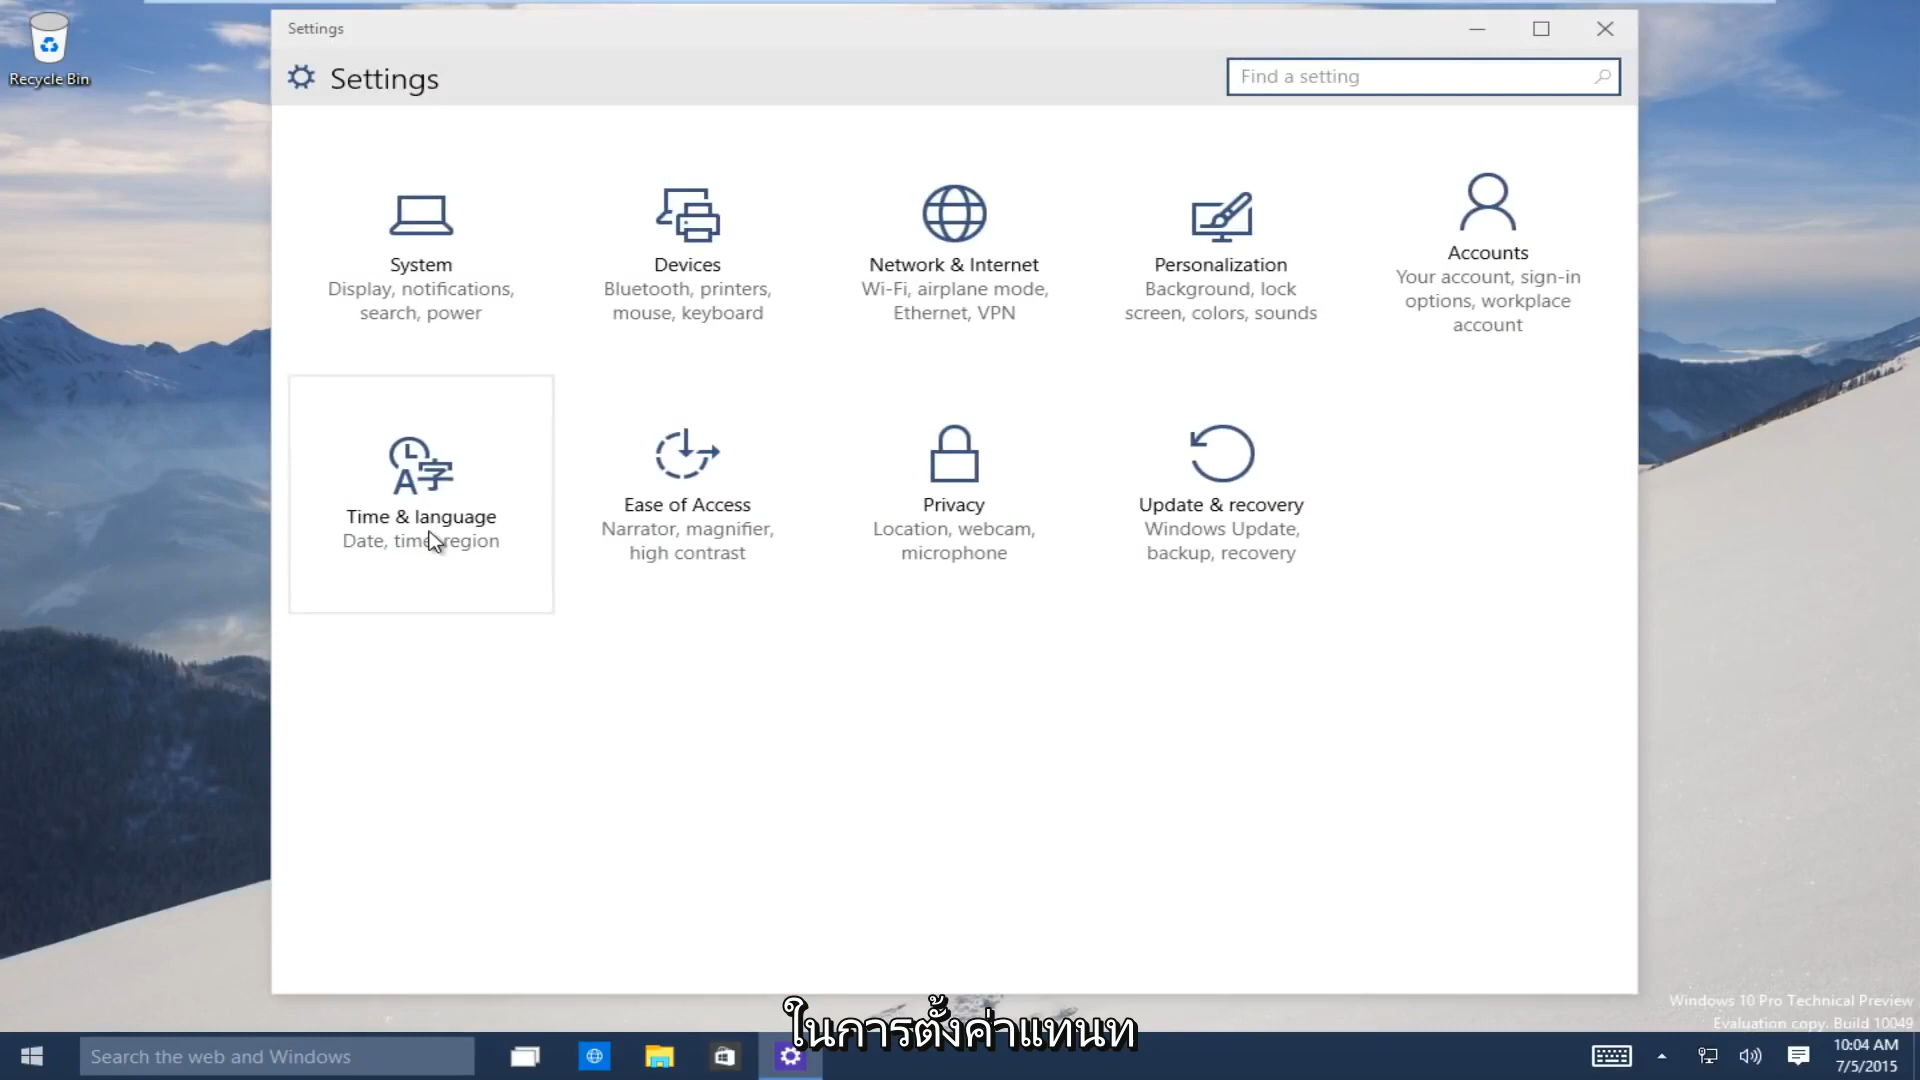 Recycle Bin
Settings
Settings
Find a setting
System
Display, notifications,
search, power
Devices
Bluetooth, printers,
mouse, keyboard
Network & Internet
Wi-Fi, airplane mode,
Ethernet, VPN
Personalization
Background, lock
screen, colors, sounds
Accounts
Your account, sign-in
options, workplace
account
Time & language
Date, time, region
Ease of Access
Narrator, magnifier,
high contrast
Privacy
Location, webcam,
microphone
Update & recovery
Windows Update,
backup, recovery
Windows 10 Pro Technical Preview
Evaluation copy. Build 10049
ในการตั้งค่าแทนท
Search the web and Windows
10:04 AM
7/5/2015